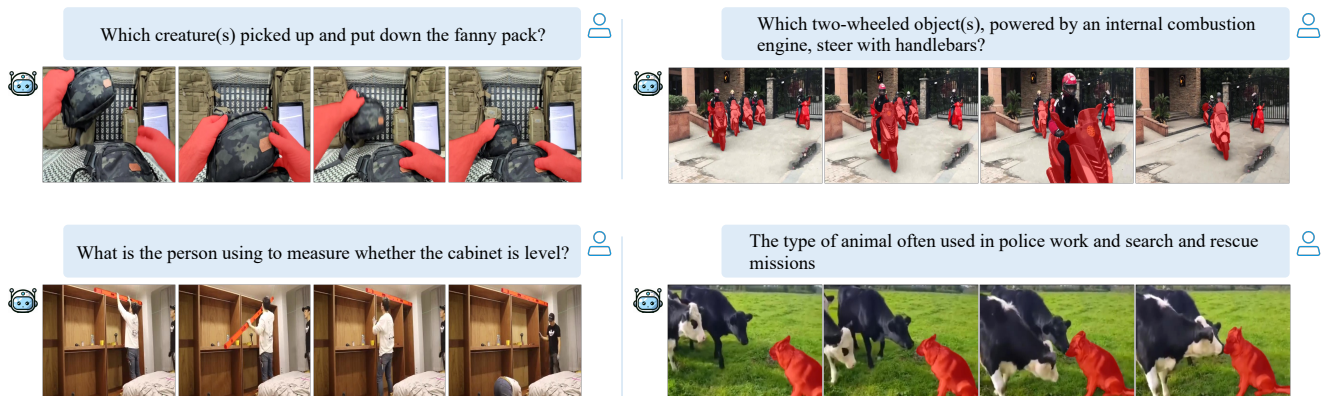 Which creature(s) picked up and put down the fanny pack?
Which two-wheeled object(s), powered by an internal combustion
engine, steer with handlebars?
What is the person using to measure whether the cabinet is level?
The type of animal often used in police work and search and rescue
missions